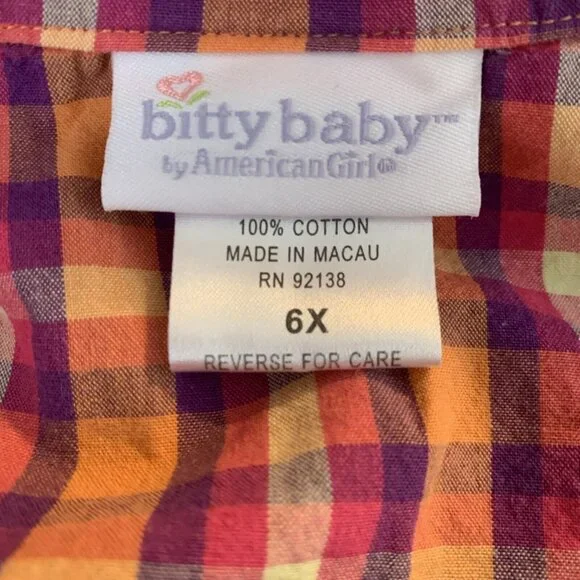 bitty baby™
by American Girl®
100% COTTON
MADE IN MACAU
RN 92138
6X
REVERSE FOR CARE